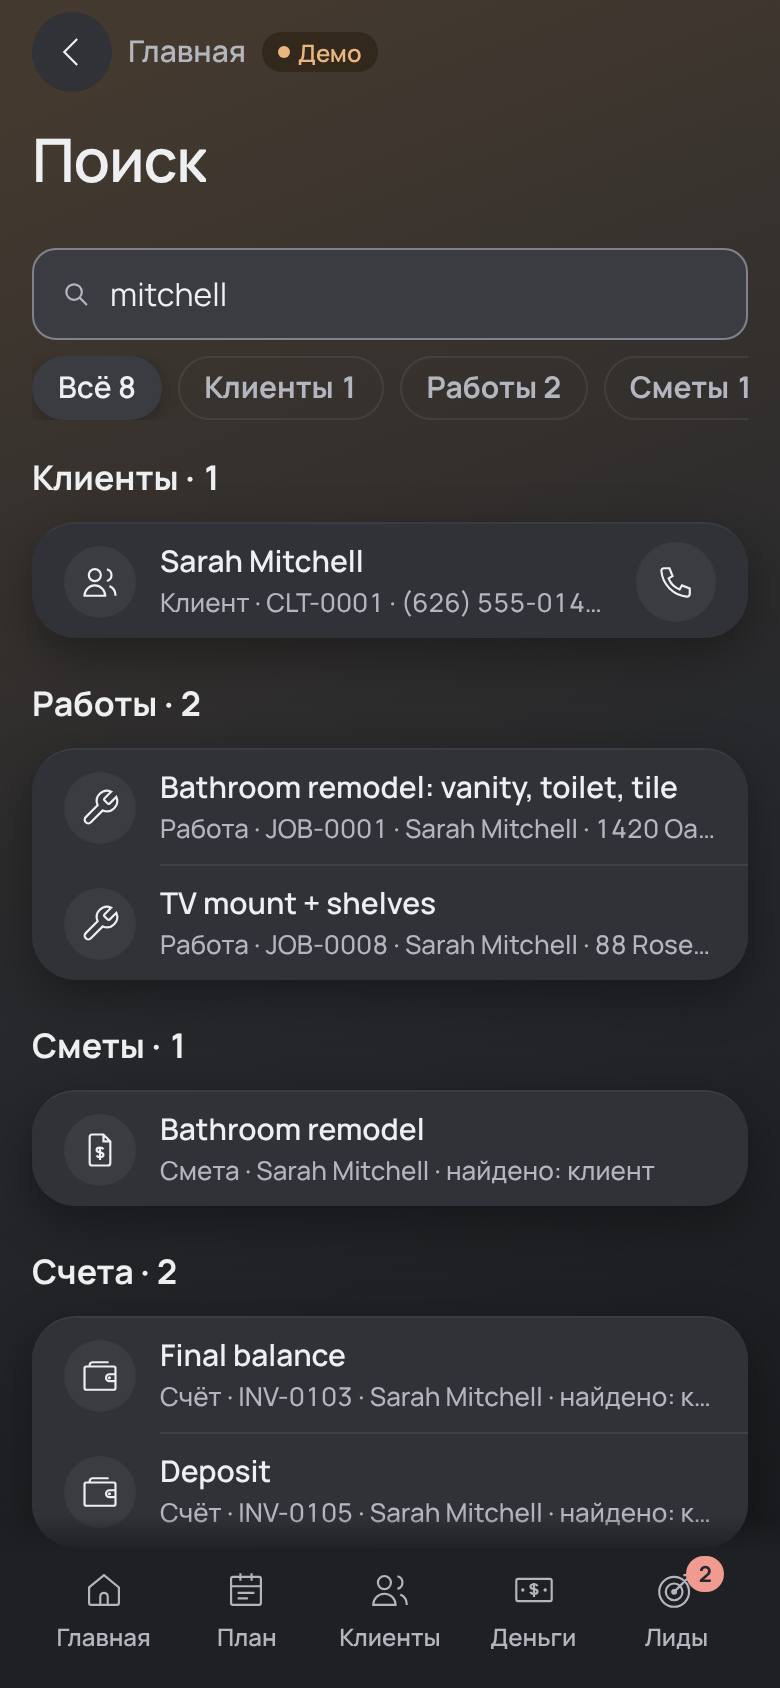 Главная
Демо
Поиск
mitchell
Всё 8
Клиенты 1
Работы 2
Сметы 1
Клиенты · 1
Sarah Mitchell
Клиент · CLT-0001 · (626) 555-014...
Работы · 2
Bathroom remodel: vanity, toilet, tile
Работа · JOB-0001 · Sarah Mitchell · 1420 Oa...
TV mount + shelves
Работа · JOB-0008 · Sarah Mitchell · 88 Rose...
Сметы · 1
Bathroom remodel
Смета · Sarah Mitchell · найдено: клиент
Счета · 2
Final balance
Счёт · INV-0103 · Sarah Mitchell · найдено: к...
Deposit
Счёт · INV-0105 · Sarah Mitchell · найдено: к...
2
Главная
План
Клиенты
Деньги
Лиды